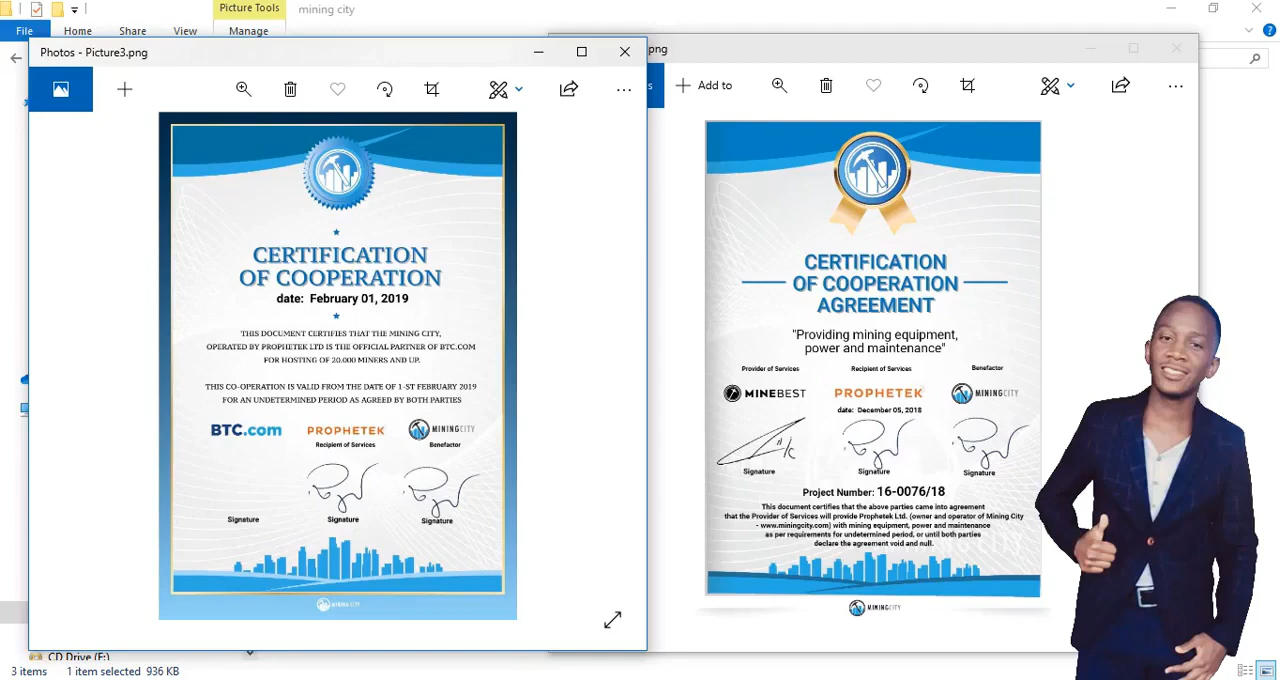 Picture Tools
mining city
File
Home
Share
View
Manage
Photos - Picture3.png
CERTIFICATION
OF COOPERATION
date: February 01, 2019
THIS DOCUMENT CERTIFIES THAT THE MINING CITY,
OPERATED BY PROPHETEK LTD IS THE OFFICIAL PARTNER OF BTC.COM
FOR HOSTING OF 20.000 MINERS AND UP.
THIS CO-OPERATION IS VALID FROM THE DATE OF 1-ST FEBRUARY 2019
FOR AN UNDETERMINED PERIOD AS AGREED BY BOTH PARTIES
BTC.com
PROPHETEK
MININGCITY
Recipient of Services
Benefactor
Signature
Signature
Signature
MININGCITY
png
s
Add to
CERTIFICATION
OF COOPERATION
AGREEMENT
"Providing mining equipment,
power and maintenance"
Provider of Services
Recipient of Services
Benefactor
MINEBEST
PROPHETEK
MININGCITY
date: December 05, 2018
Signature
Signature
Signature
Project Number: 16-0076/18
This document certifies that the above parties came into agreement
that the Provider of Services will provide Prophetek Ltd. (owner and operator of Mining City
- www.miningcity.com) with mining equipment, power and maintenance
as per requirements for undetermined period, or until both parties
declare the agreement void and null.
MININGCITY
CD Drive (F:)
3 items
1 item selected 936 KB